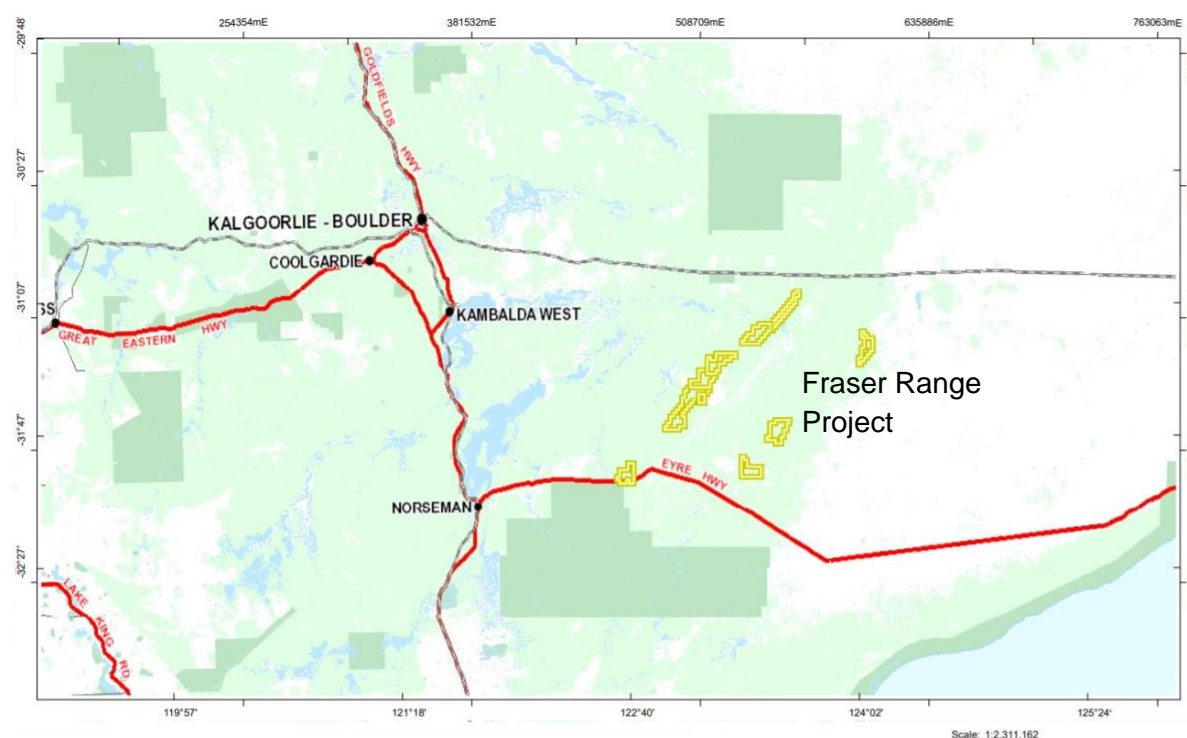 254354mE 381532mE 508709mE 635886mE 763063mE
-29°48'
GOLDFIELDS HWY
-30°27'
KALGOORLIE - BOULDER
COOLGARDIE
-31°07'
SS
KAMBALDA WEST
GREAT EASTERN HWY
Fraser Range
Project
-31°47'
EYRE HWY
NORSEMAN
-32°27'
LAKE KING RD
119°57' 121°18' 122°40' 124°02' 125°24'
Scale: 1:2,311,162